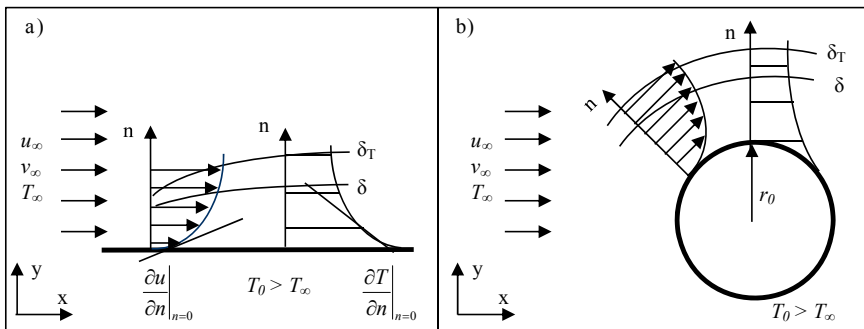 a)
n
n
δ_T
δ
u_∞
v_∞
T_∞
y
x
∂u/∂n|_{n=0}
T_0 > T_∞
∂T/∂n|_{n=0}
b)
n
δ_T
δ
n
u_∞
v_∞
T_∞
r_0
y
x
T_0 > T_∞